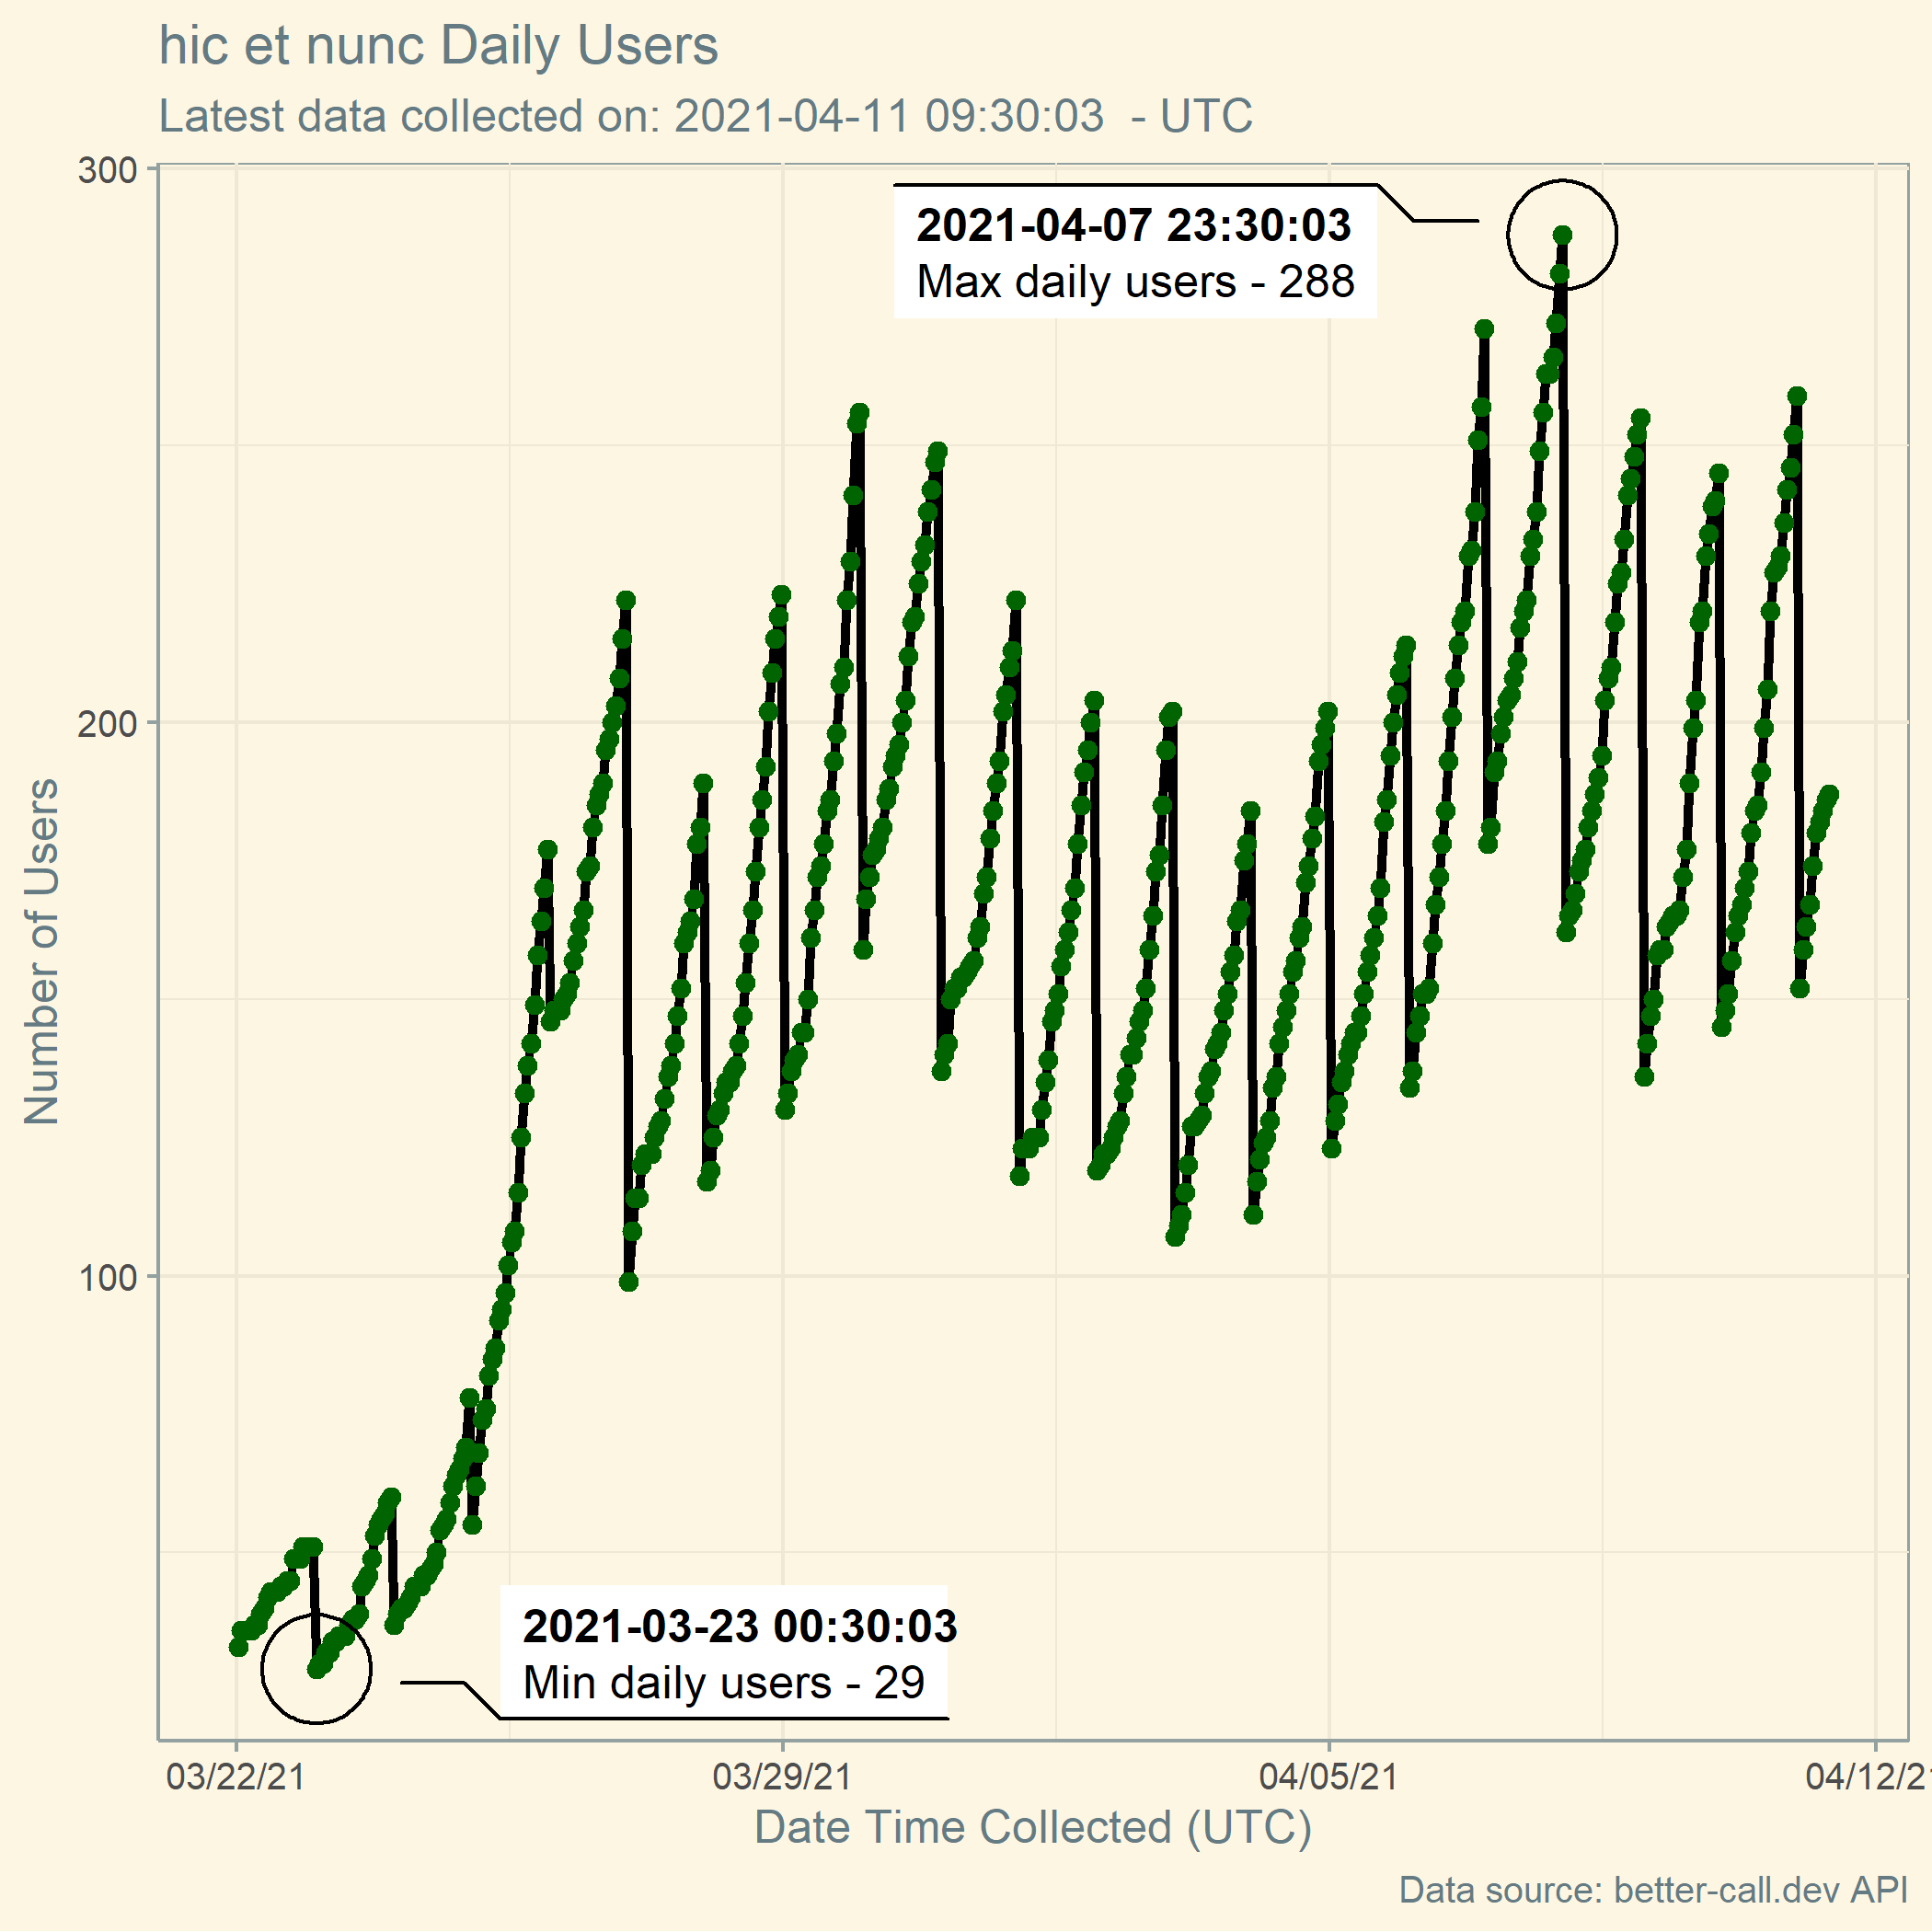 hic et nunc Daily Users
Latest data collected on: 2021-04-11 09:30:03 - UTC
300
200
100
Number of Users
2021-04-07 23:30:03
Max daily users - 288
2021-03-23 00:30:03
Min daily users - 29
03/22/21
03/29/21
04/05/21
04/12/21
Date Time Collected (UTC)
Data source: better-call.dev API